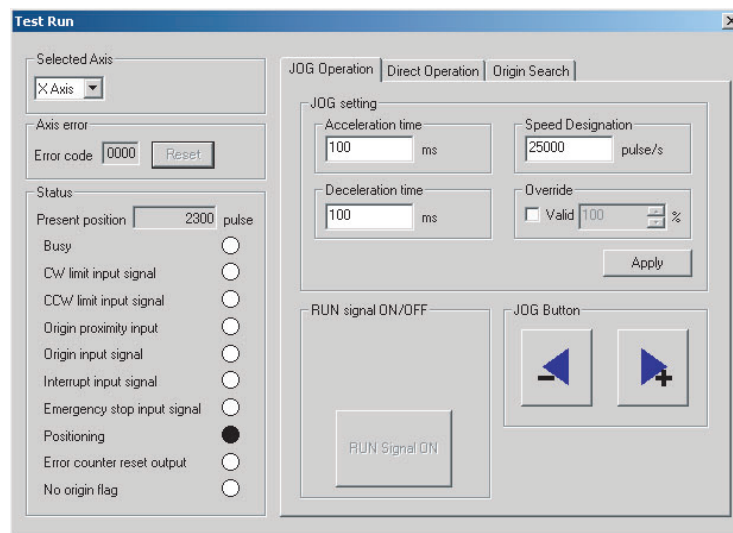 Test Run
Selected Axis
X Axis
Axis error
Error code 0000 Reset
Status
Present position 2300 pulse
Busy
CW limit input signal
CCW limit input signal
Origin proximity input
Origin input signal
Interrupt input signal
Emergency stop input signal
Positioning
Error counter reset output
No origin flag
JOG Operation Direct Operation Origin Search
JOG setting
Acceleration time
100 ms
Speed Designation
25000 pulse/s
Deceleration time
100 ms
Override
Valid 100 %
Apply
RUN signal ON/OFF
RUN Signal ON
JOG Button
- +